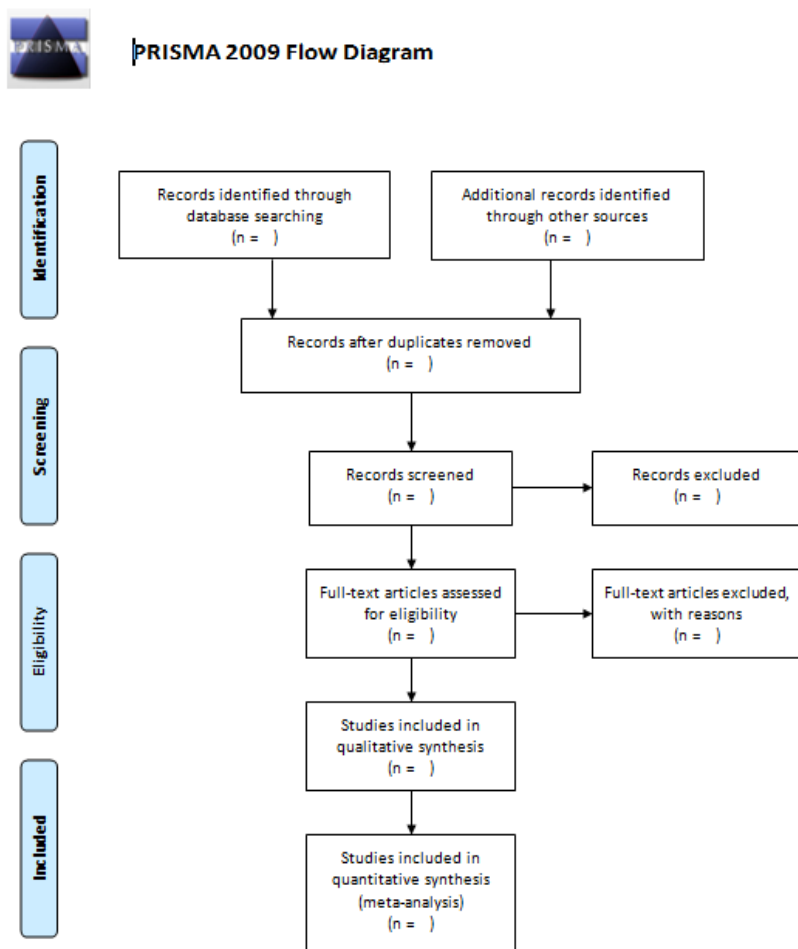 PRISMA
PRISMA 2009 Flow Diagram
Identification
Records identified through
database searching
(n =   )
Additional records identified
through other sources
(n =   )
Records after duplicates removed
(n =   )
Screening
Records screened
(n =   )
Records excluded
(n =   )
Eligibility
Full-text articles assessed
for eligibility
(n =   )
Full-text articles excluded,
with reasons
(n =   )
Studies included in
qualitative synthesis
(n =   )
Included
Studies included in
quantitative synthesis
(meta-analysis)
(n =   )